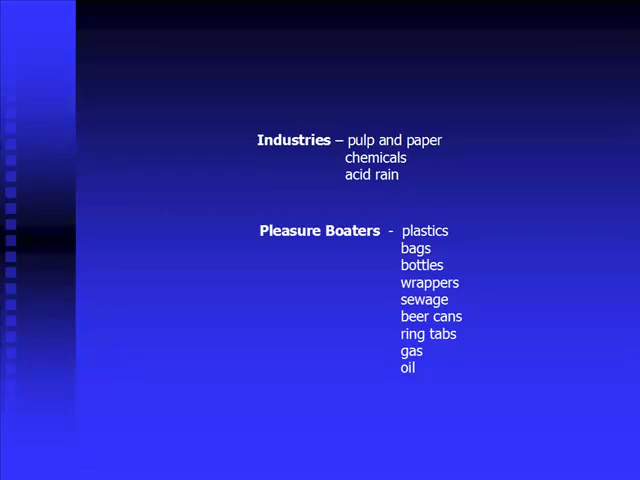 Industries – pulp and paper
chemicals
acid rain
Pleasure Boaters - plastics
bags
bottles
wrappers
sewage
beer cans
ring tabs
gas
oil